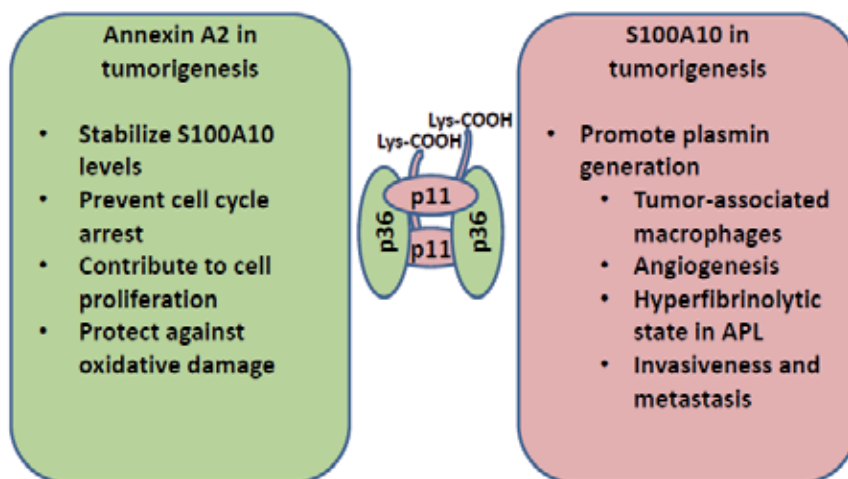 Annexin A2 in
tumorigenesis
• Stabilize S100A10
levels
• Prevent cell cycle
arrest
• Contribute to cell
proliferation
• Protect against
oxidative damage
Lys-COOH
Lys-COOH
p11
p36
p36
p11
S100A10 in
tumorigenesis
• Promote plasmin
generation
• Tumor-associated
macrophages
• Angiogenesis
• Hyperfibrinolytic
state in APL
• Invasiveness and
metastasis